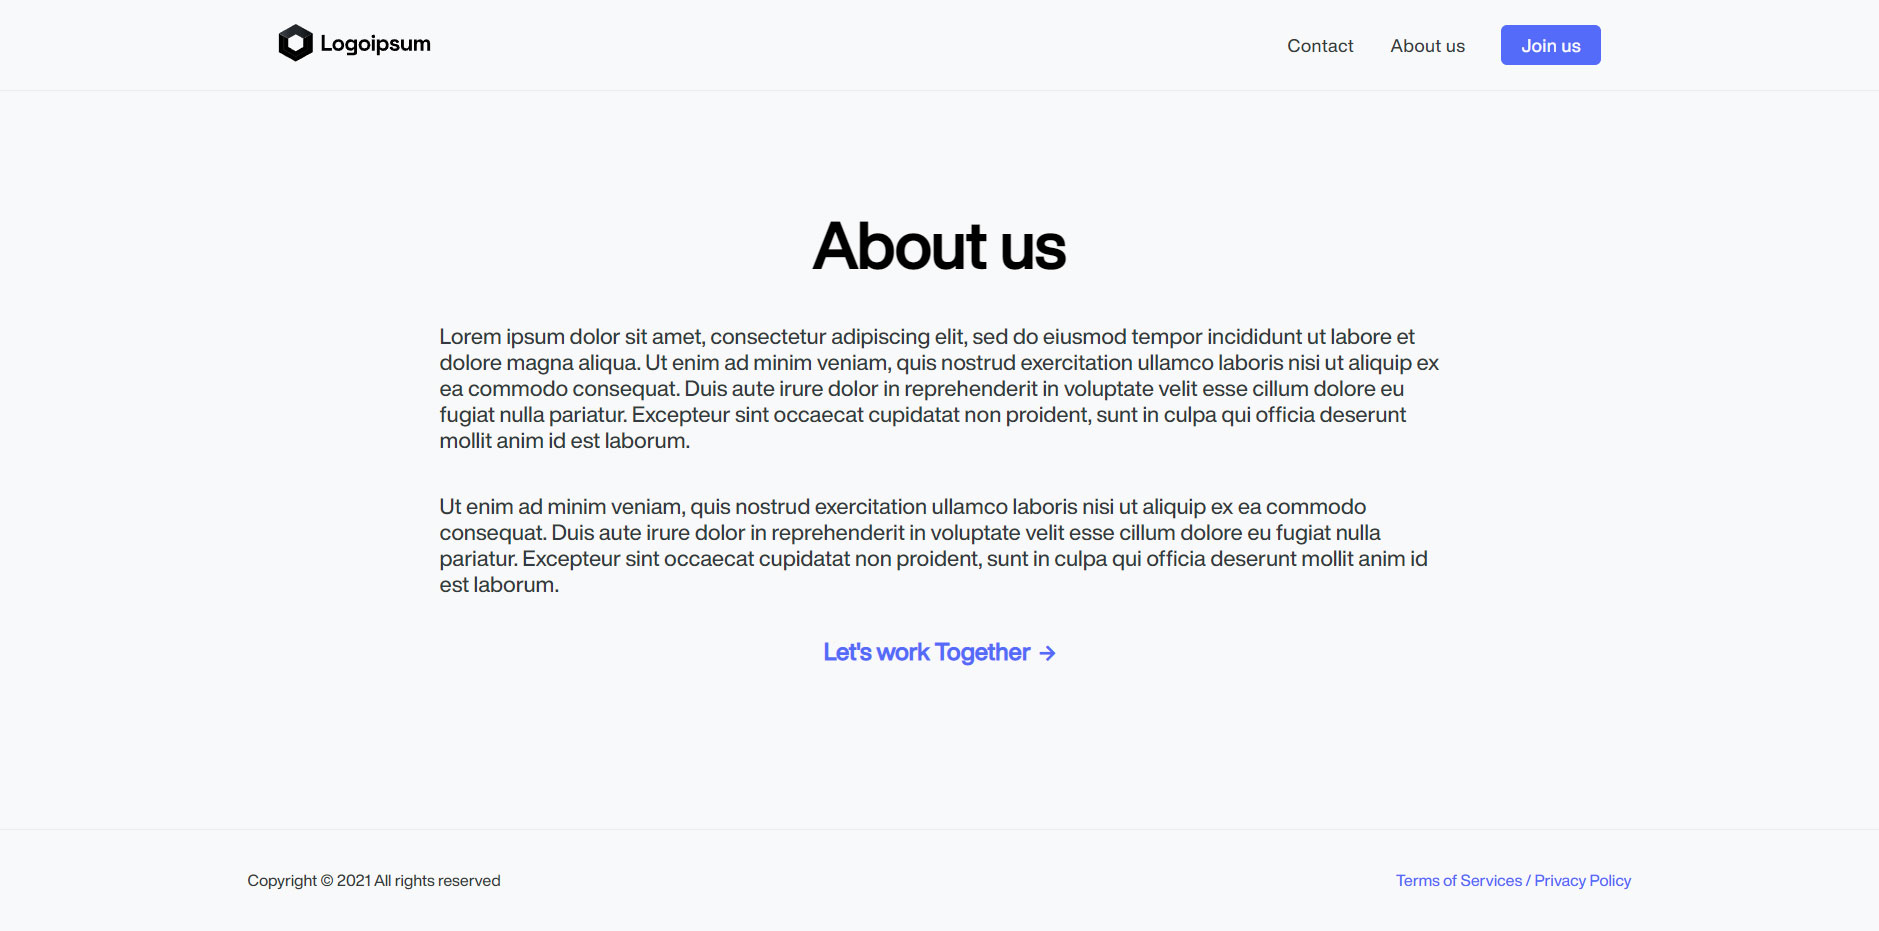 Logoipsum
Contact
About us
Join us
About us
Lorem ipsum dolor sit amet, consectetur adipiscing elit, sed do eiusmod tempor incididunt ut labore et
dolore magna aliqua. Ut enim ad minim veniam, quis nostrud exercitation ullamco laboris nisi ut aliquip ex
ea commodo consequat. Duis aute irure dolor in reprehenderit in voluptate velit esse cillum dolore eu
fugiat nulla pariatur. Excepteur sint occaecat cupidatat non proident, sunt in culpa qui officia deserunt
mollit anim id est laborum.
Ut enim ad minim veniam, quis nostrud exercitation ullamco laboris nisi ut aliquip ex ea commodo
consequat. Duis aute irure dolor in reprehenderit in voluptate velit esse cillum dolore eu fugiat nulla
pariatur. Excepteur sint occaecat cupidatat non proident, sunt in culpa qui officia deserunt mollit anim id
est laborum.
Let's work Together →
Copyright © 2021 All rights reserved
Terms of Services / Privacy Policy